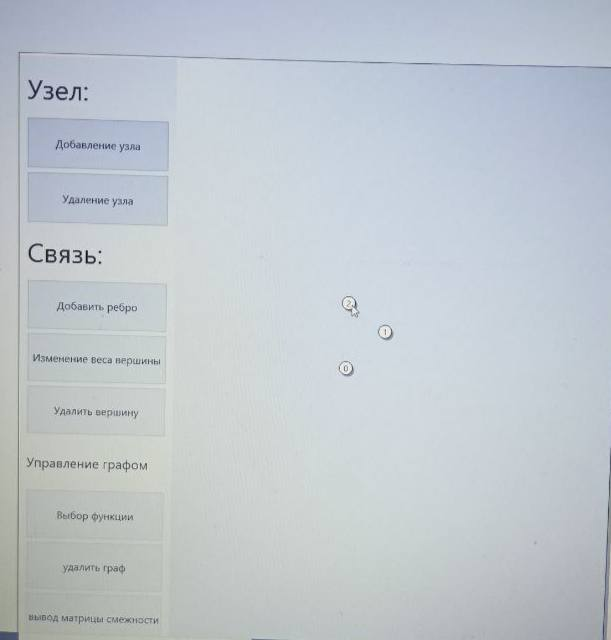 Узел:
Добавление узла
Удаление узла
Связь:
Добавить ребро
Изменение веса вершины
Удалить вершину
Управление графом
Выбор функции
удалить граф
вывод матрицы смежности
2
1
0